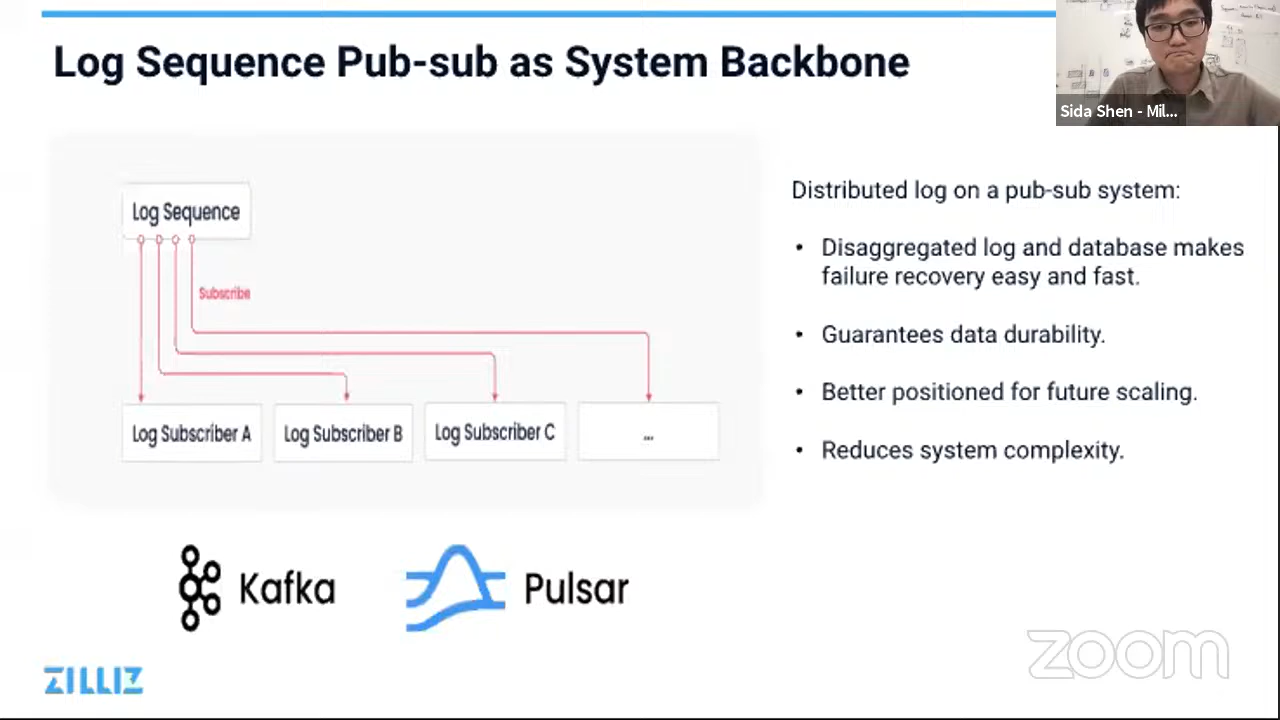 Log Sequence Pub-sub as System Backbone
Sida Shen - Mil...
Log Sequence
Subscribe
Log Subscriber A
Log Subscriber B
Log Subscriber C
...
Distributed log on a pub-sub system:
• Disaggregated log and database makes
failure recovery easy and fast.
• Guarantees data durability.
• Better positioned for future scaling.
• Reduces system complexity.
Kafka
Pulsar
ZILLIZ
zoom